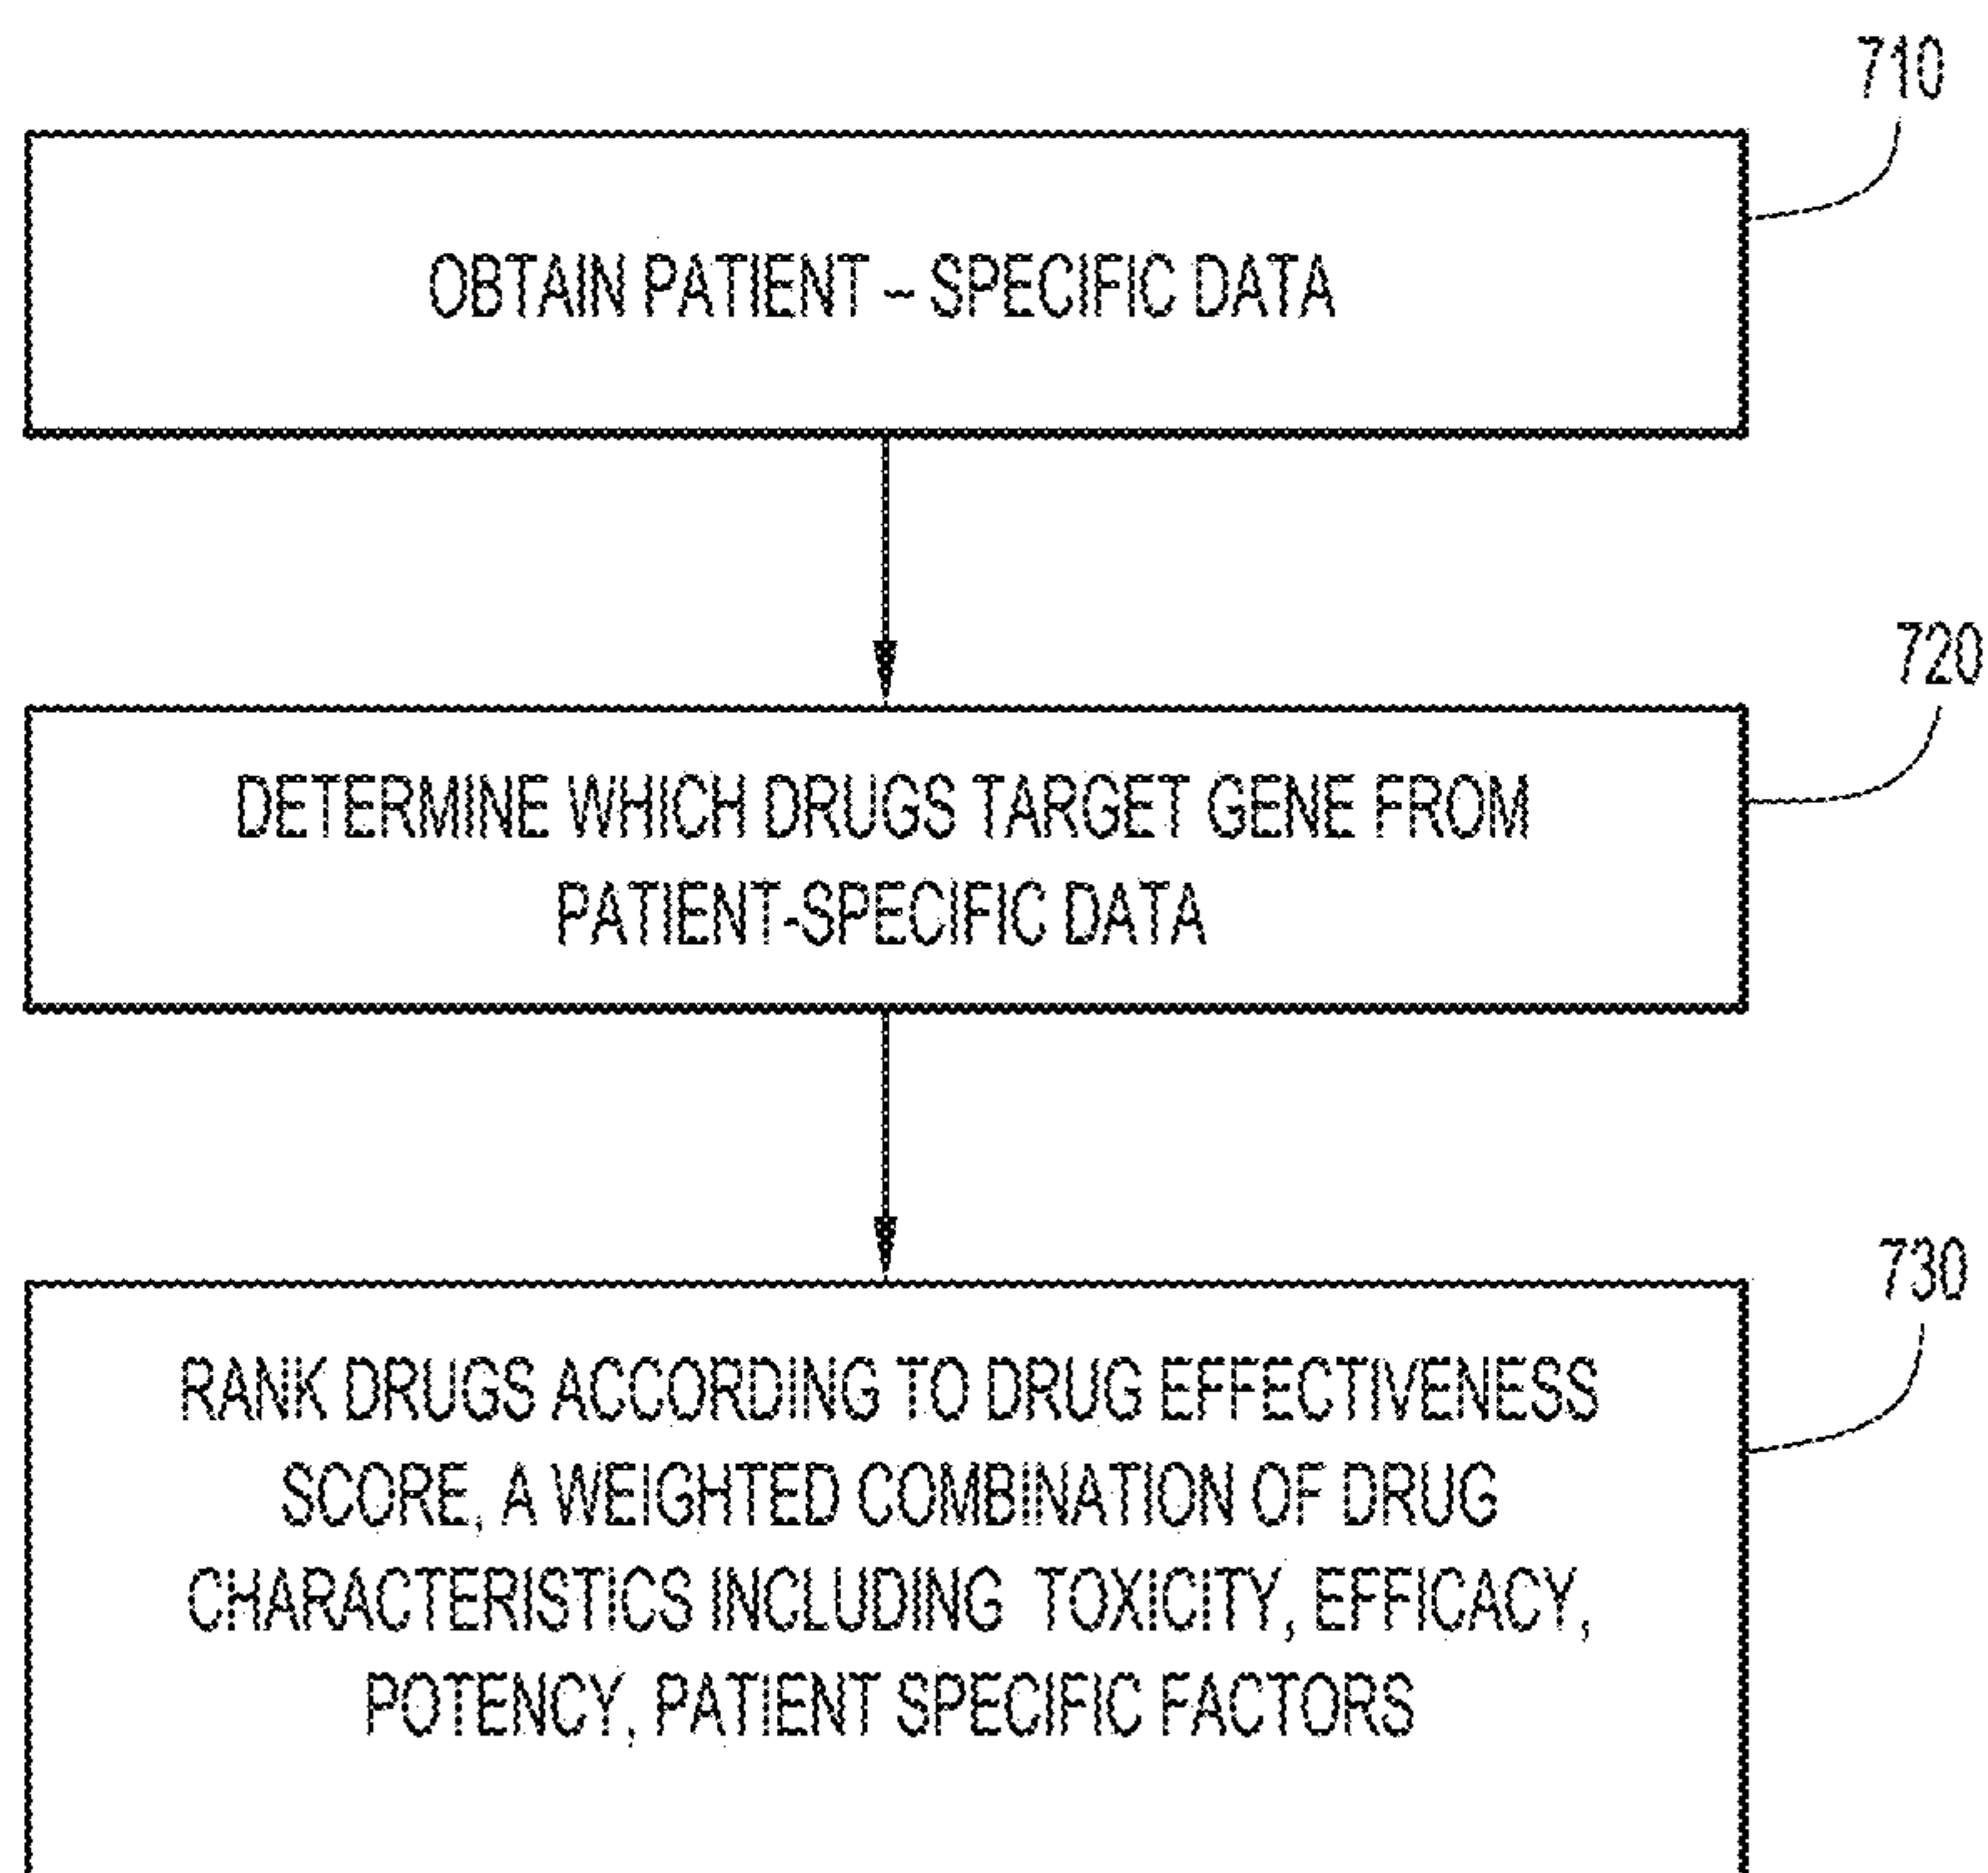 710
OBTAIN PATIENT – SPECIFIC DATA
720
DETERMINE WHICH DRUGS TARGET GENE FROM
PATIENT-SPECIFIC DATA
730
RANK DRUGS ACCORDING TO DRUG EFFECTIVENESS
SCORE, A WEIGHTED COMBINATION OF DRUG
CHARACTERISTICS INCLUDING TOXICITY, EFFICACY,
POTENCY, PATIENT SPECIFIC FACTORS